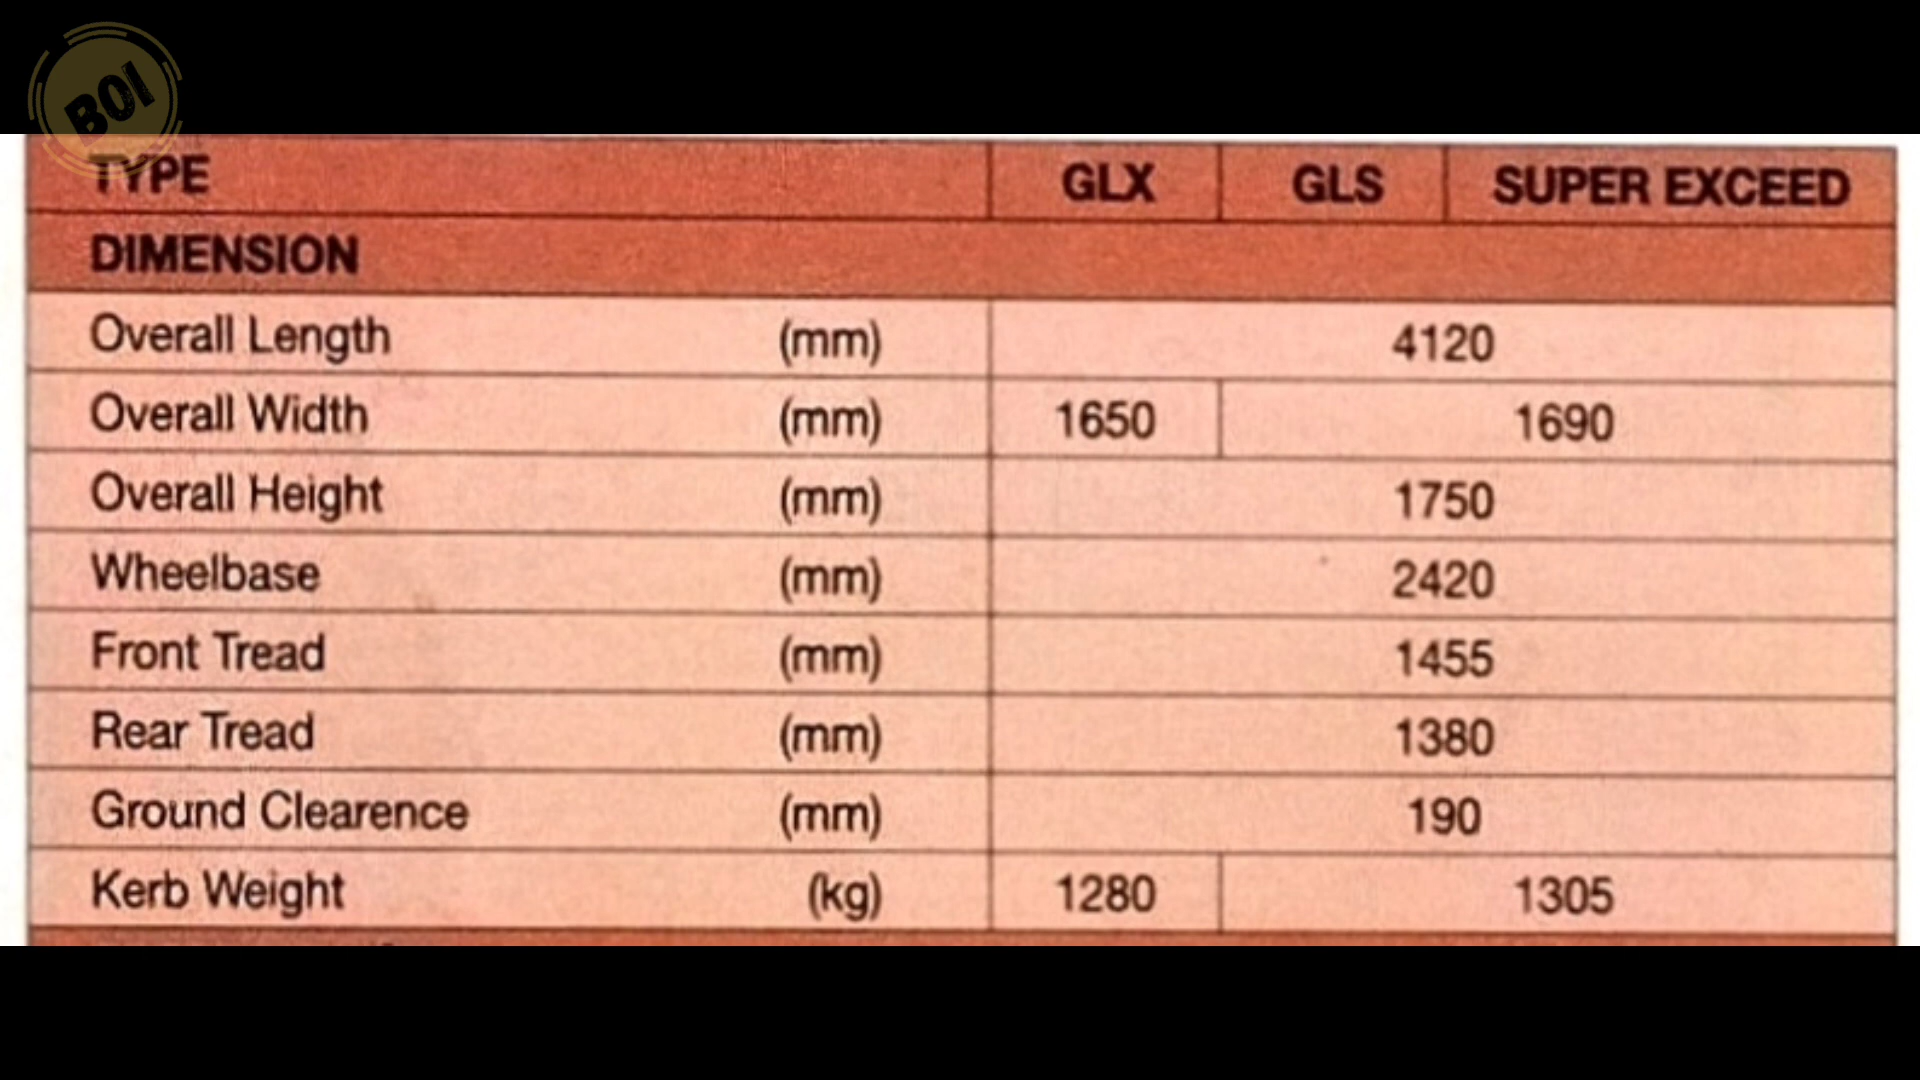 BOI
TYPE GLX GLS SUPER EXCEED
DIMENSION
Overall Length (mm) 4120
Overall Width (mm) 1650 1690
Overall Height (mm) 1750
Wheelbase (mm) 2420
Front Tread (mm) 1455
Rear Tread (mm) 1380
Ground Clearence (mm) 190
Kerb Weight (kg) 1280 1305